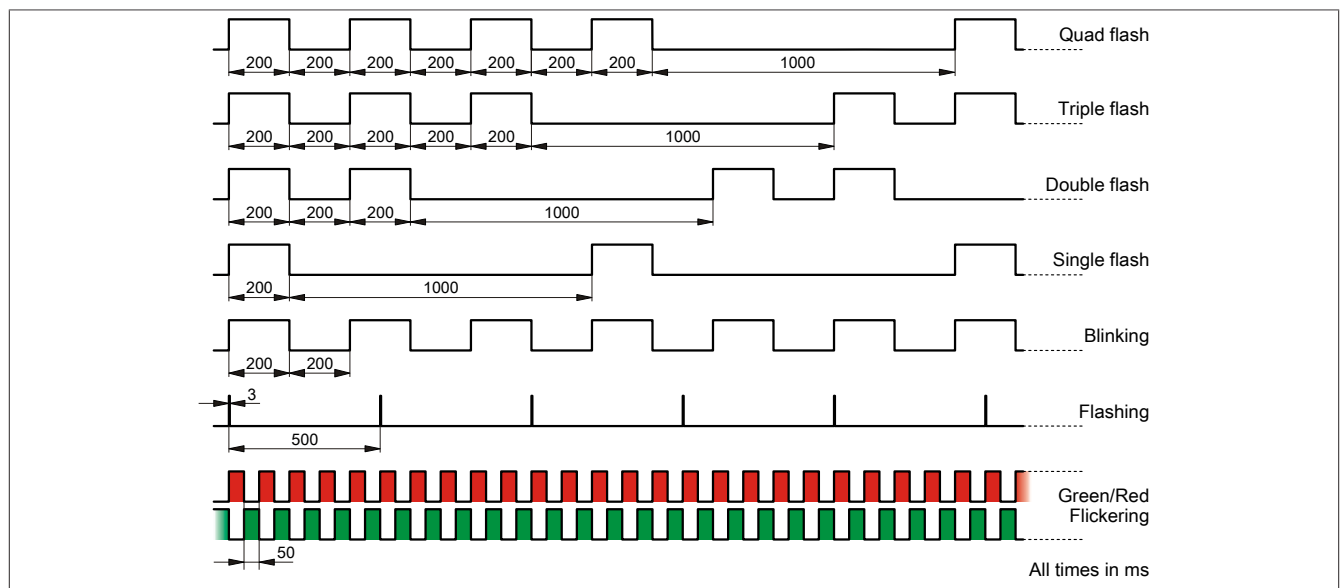 Quad flash
200 200 200 200 200 200 200 1000
Triple flash
200 200 200 200 200 1000
Double flash
200 200 200 1000
Single flash
200 1000
Blinking
200 200
3
Flashing
500
Green/Red
Flickering
50
All times in ms